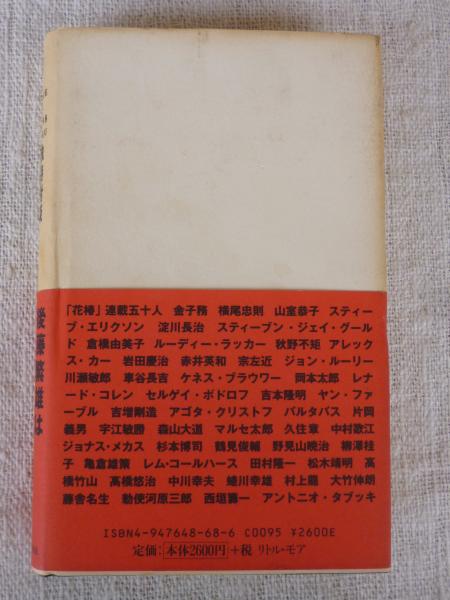 「花椿」連載五十人　金子務　横尾忠則　山室恭子　スティー
ブ・エリクソン　淀川長治　スティーブン・ジェイ・グール
ド　倉橋由美子　ルーディー・ラッカー　秋野不矩　アレック
ス・カー　岩田慶治　赤井英和　宗左近　ジョン・ルーリー
川瀬敏郎　車谷長吉　ケネス・ブラウワー　岡本太郎　レナ
ード・コレン　セルゲイ・ボドロフ　吉本隆明　ヤン・ファ
ーブル　吉増剛造　アゴタ・クリストフ　バルタバス　片岡
義男　宇江敏勝　森山大道　マルセ太郎　久住章　中村歌江
ジョナス・メカス　杉本博司　鶴見俊輔　野見山暁治　柳澤桂
子　亀倉雄策　レム・コールハース　田村隆一　松木靖明　高
橋竹山　高橋悠治　中川幸夫　蜷川幸雄　村上龍　大竹伸朗
藤舎名生　勅使河原三郎　西垣籌一　アントニオ・タブッキ
ISBN4-947648-68-6 C0095 ¥2600E
定価:本体2600円+税 リトル・モア
後藤繁雄